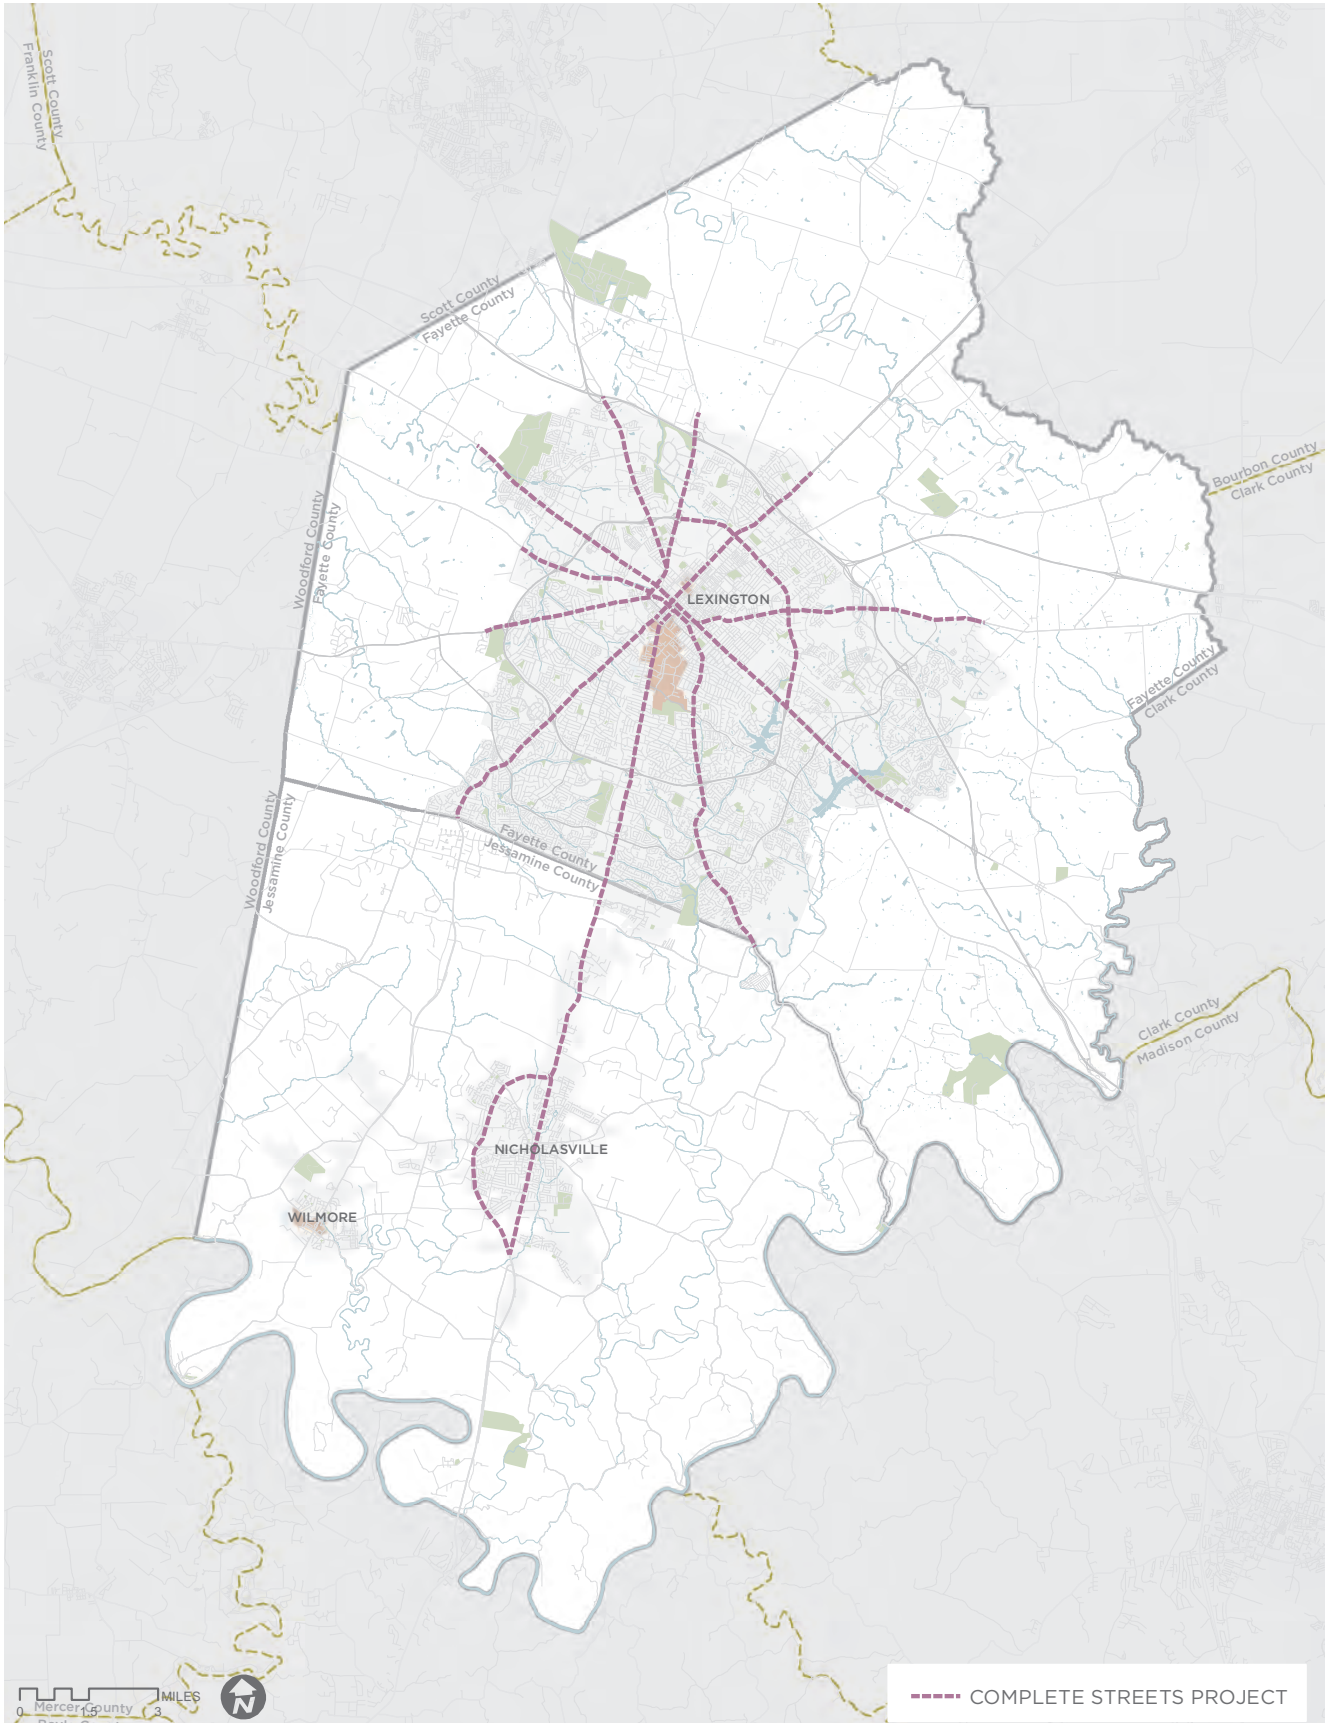 Scott County
Franklin County
Scott County
Fayette County
Bourbon County
Clark County
Woodford County
Fayette County
LEXINGTON
Fayette County
Clark County
Woodford County
Jessamine County
Fayette County
Jessamine County
Clark County
Madison County
NICHOLASVILLE
WILMORE
MILES
0
1.5
3
N
Mercer County
COMPLETE STREETS PROJECT